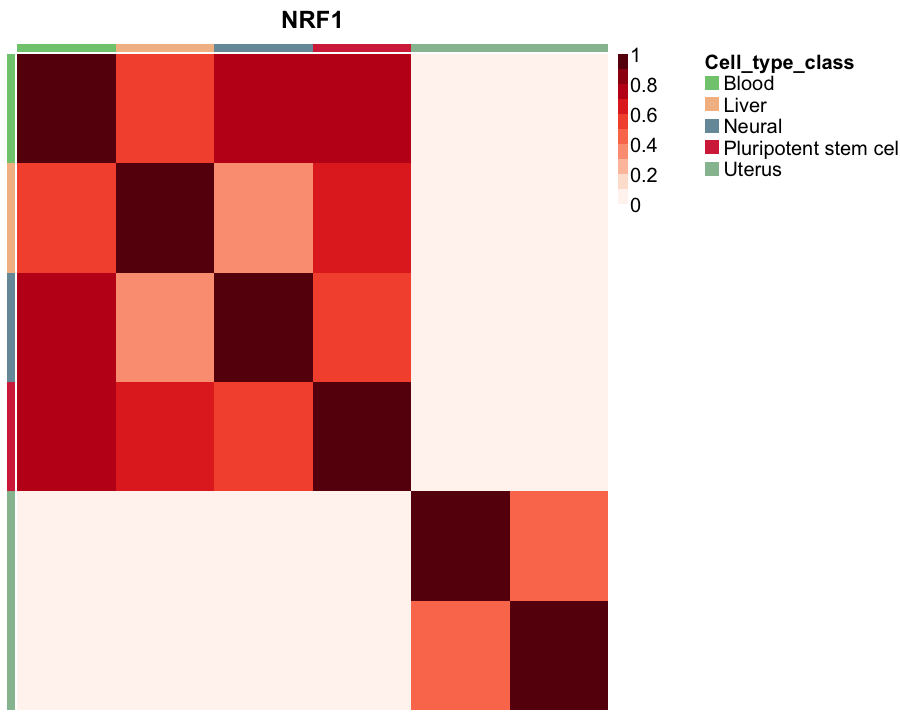 NRF1
1
0.8
0.6
0.4
0.2
0
Cell_type_class
Blood
Liver
Neural
Pluripotent stem cel
Uterus